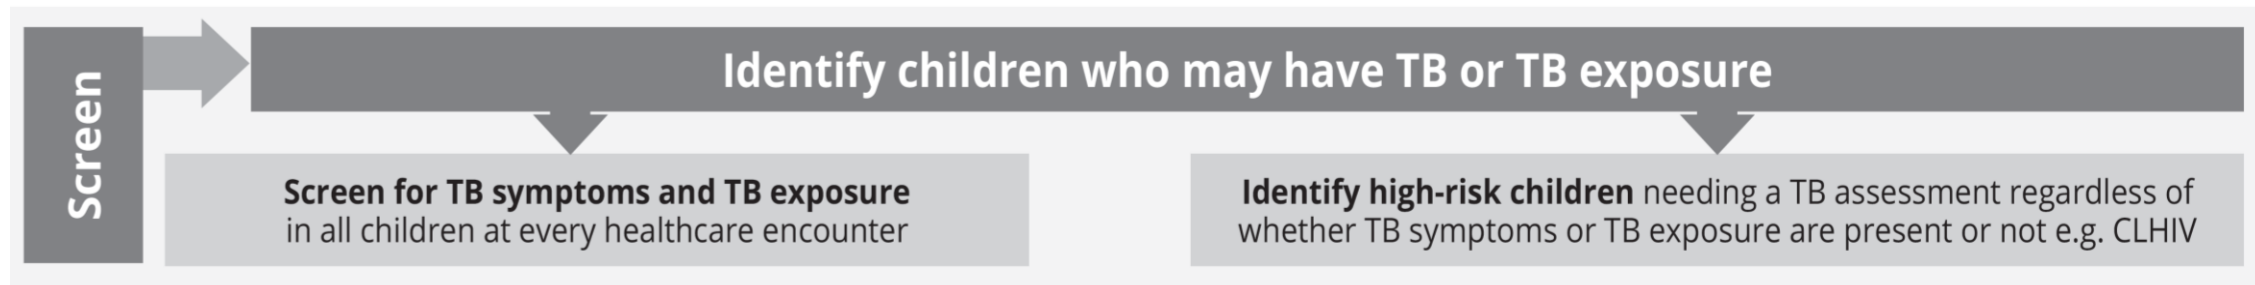 Screen
Identify children who may have TB or TB exposure
Screen for TB symptoms and TB exposure
in all children at every healthcare encounter
Identify high-risk children needing a TB assessment regardless of
whether TB symptoms or TB exposure are present or not e.g. CLHIV